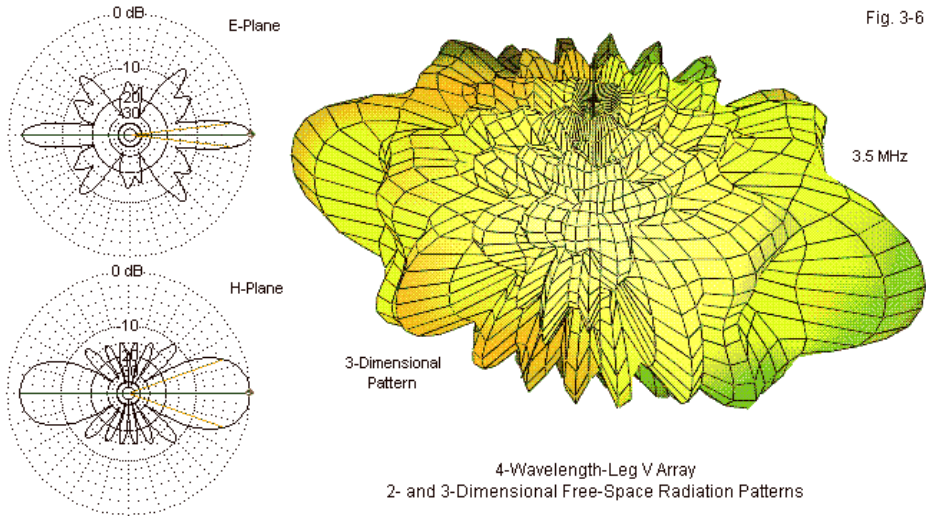 0 dB
E-Plane
-10
20
30
Fig. 3-6
3.5 MHz
0 dB
H-Plane
-10
3-Dimensional
Pattern
4-Wavelength-Leg V Array
2- and 3-Dimensional Free-Space Radiation Patterns